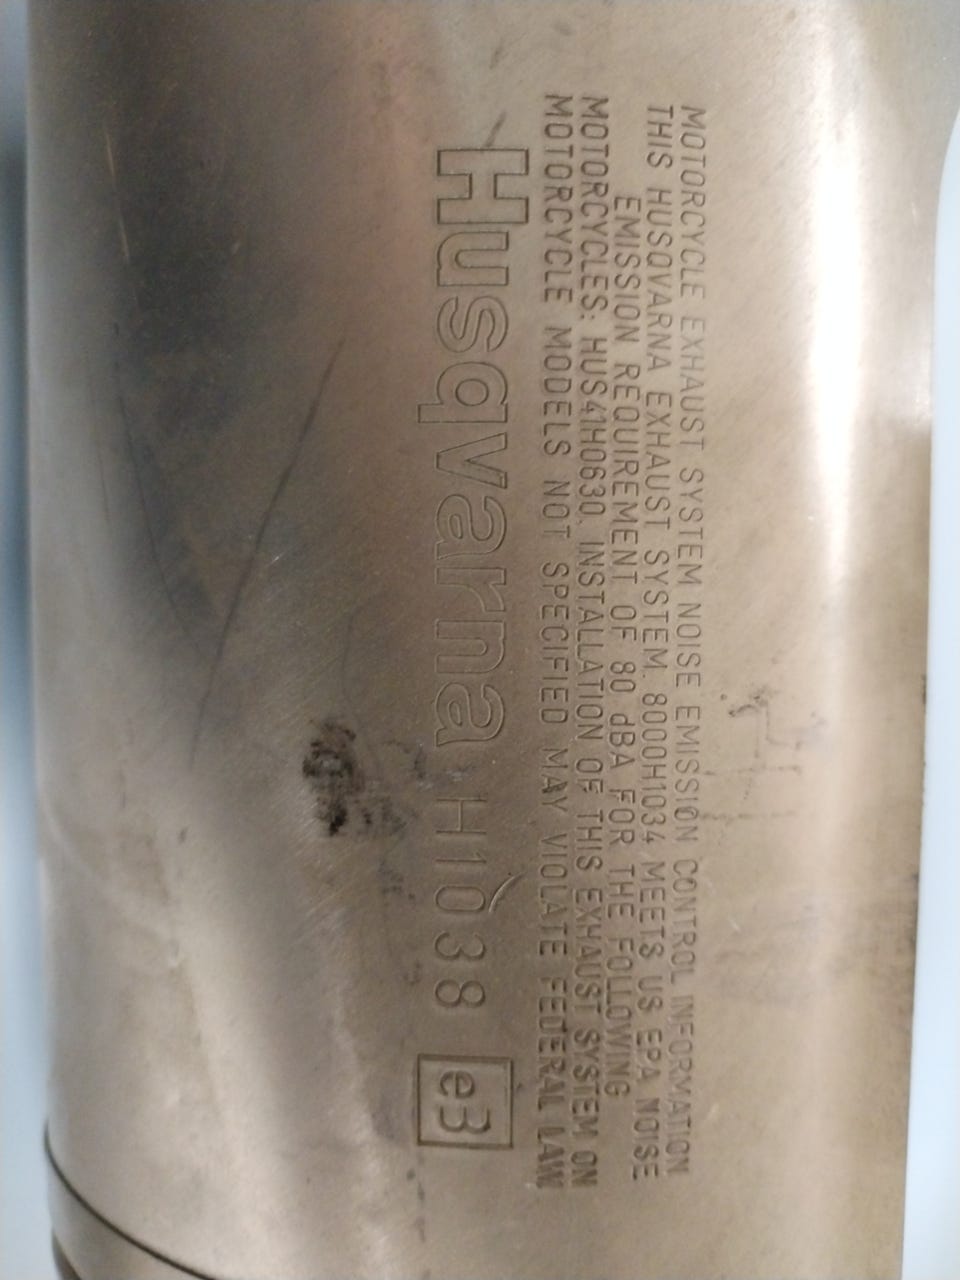 MOTORCYCLE EXHAUST SYSTEM NOISE EMISSION CONTROL INFORMATION
THIS HUSQVARNA EXHAUST SYSTEM. 8000H1034 MEETS US EPA NOISE
EMISSION REQUIREMENT OF 80 dBA FOR THE FOLLOWING
MOTORCYCLES: HUS41H0630. INSTALLATION OF THIS EXHAUST SYSTEM ON
MOTORCYCLE MODELS NOT SPECIFIED MAY VIOLATE FEDERAL LAW
Husqvarna H1038 e3